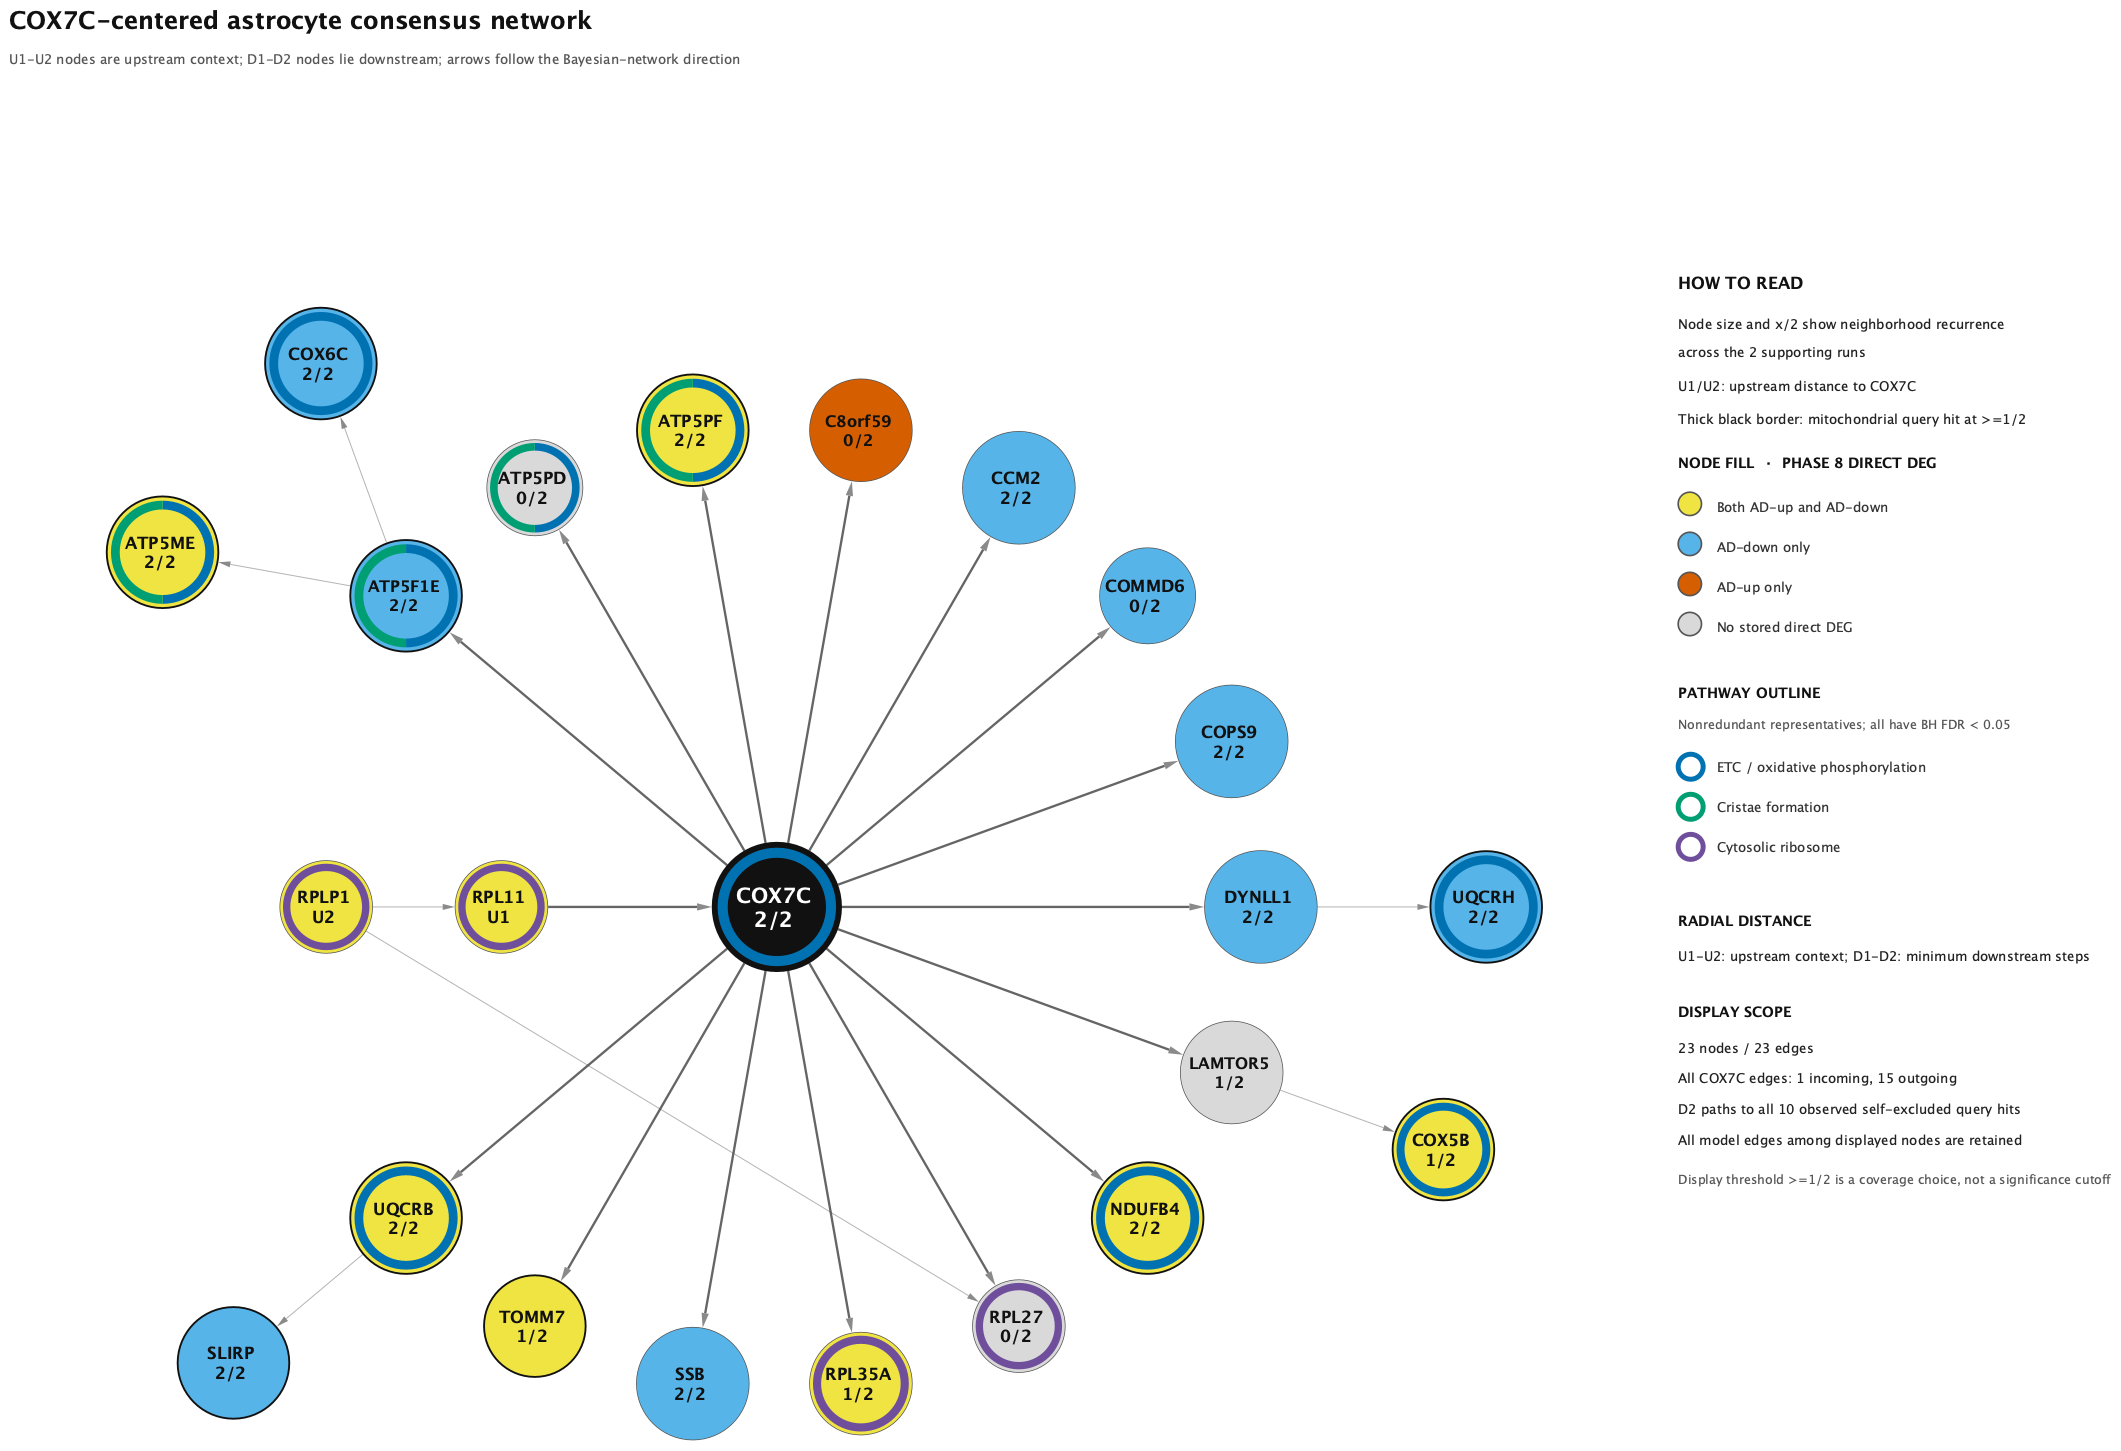 COX7C-centered astrocyte consensus network
U1-U2 nodes are upstream context; D1-D2 nodes lie downstream; arrows follow the Bayesian-network direction
COX6C
2/2
ATP5PF
2/2
C8orf59
0/2
ATP5PD
0/2
CCM2
2/2
ATP5ME
2/2
ATP5F1E
2/2
COMMD6
0/2
COPS9
2/2
RPLP1
U2
RPL11
U1
COX7C
2/2
DYNLL1
2/2
UQCRH
2/2
LAMTOR5
1/2
COX5B
1/2
UQCRB
2/2
NDUFB4
2/2
SLIRP
2/2
TOMM7
1/2
SSB
2/2
RPL35A
1/2
RPL27
0/2
HOW TO READ
Node size and x/2 show neighborhood recurrence
across the 2 supporting runs
U1/U2: upstream distance to COX7C
Thick black border: mitochondrial query hit at >=1/2
NODE FILL · PHASE 8 DIRECT DEG
Both AD-up and AD-down
AD-down only
AD-up only
No stored direct DEG
PATHWAY OUTLINE
Nonredundant representatives; all have BH FDR < 0.05
ETC / oxidative phosphorylation
Cristae formation
Cytosolic ribosome
RADIAL DISTANCE
U1-U2: upstream context; D1-D2: minimum downstream steps
DISPLAY SCOPE
23 nodes / 23 edges
All COX7C edges: 1 incoming, 15 outgoing
D2 paths to all 10 observed self-excluded query hits
All model edges among displayed nodes are retained
Display threshold >=1/2 is a coverage choice, not a significance cutoff